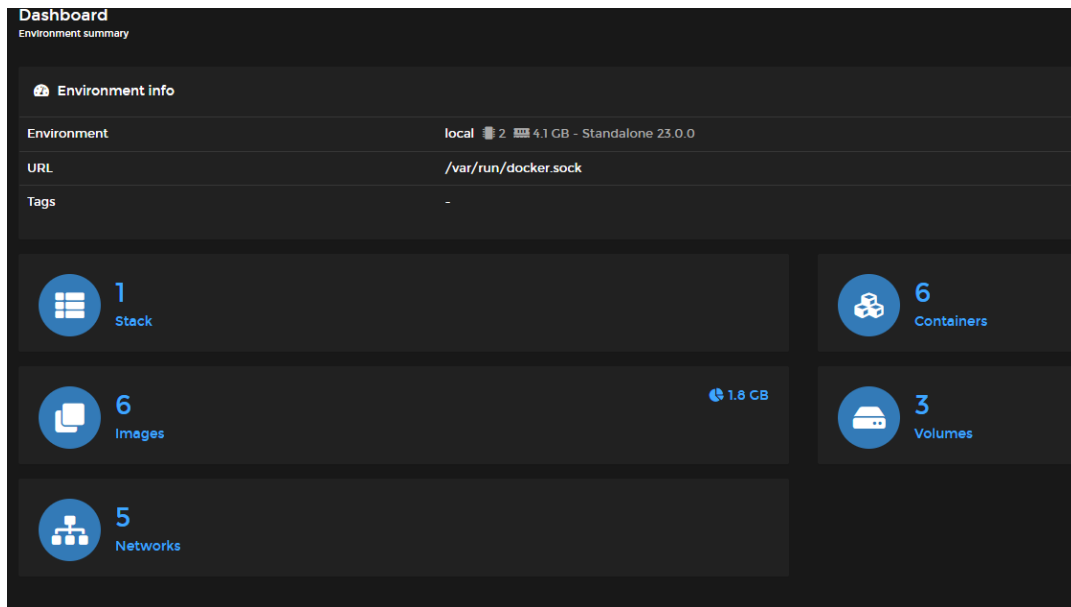 Dashboard
Environment summary
Environment info
Environment local 2 4.1 GB - Standalone 23.0.0
URL /var/run/docker.sock
Tags -
1
Stack
6
Containers
6
Images
1.8 GB
3
Volumes
5
Networks